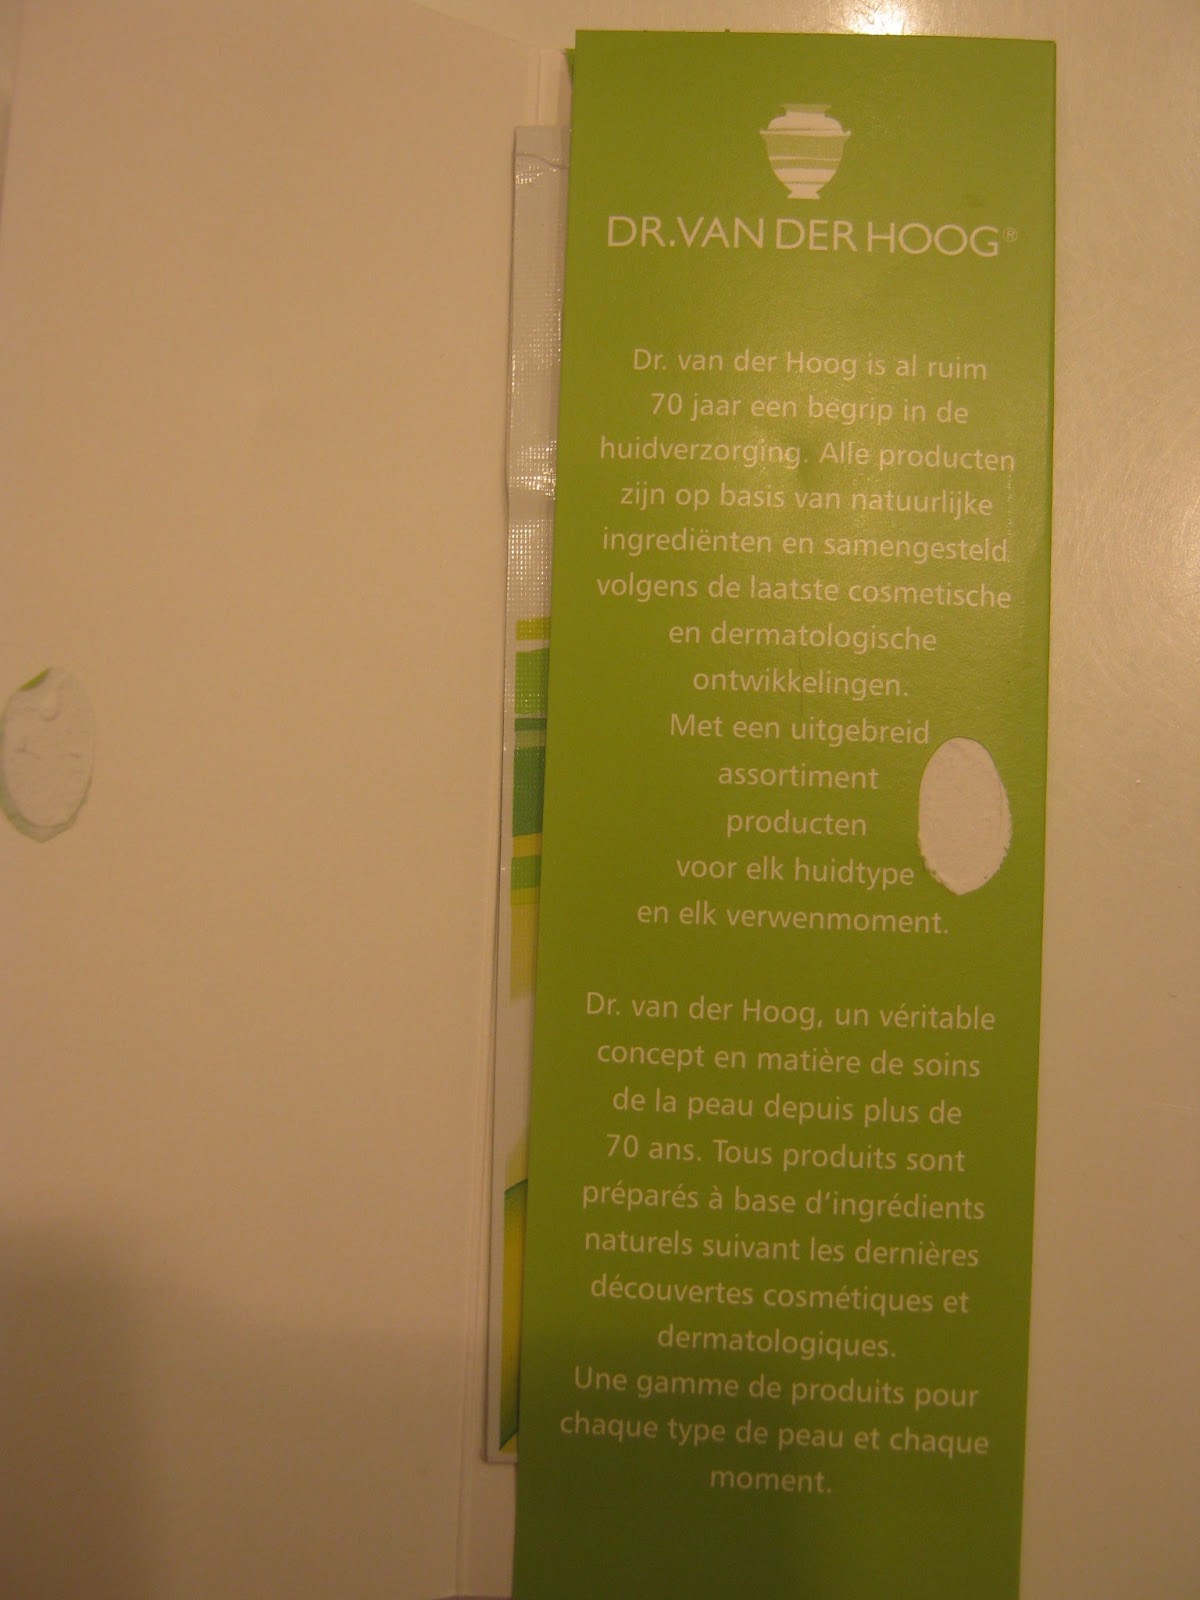 DR.VAN DER HOOG®
Dr. van der Hoog is al ruim
70 jaar een begrip in de
huidverzorging. Alle producten
zijn op basis van natuurlijke
ingrediënten en samengesteld
volgens de laatste cosmetische
en dermatologische
ontwikkelingen.
Met een uitgebreid
assortiment
producten
voor elk huidtype
en elk verwenmoment.
Dr. van der Hoog, un véritable
concept en matière de soins
de la peau depuis plus de
70 ans. Tous produits sont
préparés à base d’ingrédients
naturels suivant les dernières
découvertes cosmétiques et
dermatologiques.
Une gamme de produits pour
chaque type de peau et chaque
moment.